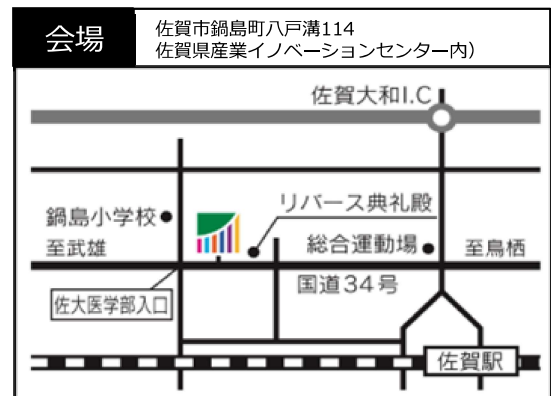 会場
佐賀市鍋島町八戸溝114
佐賀県産業イノベーションセンター内)
佐賀大和I.C
リバース典礼殿
鍋島小学校
総合運動場
至武雄
至鳥栖
国道34号
佐大医学部入口
佐賀駅